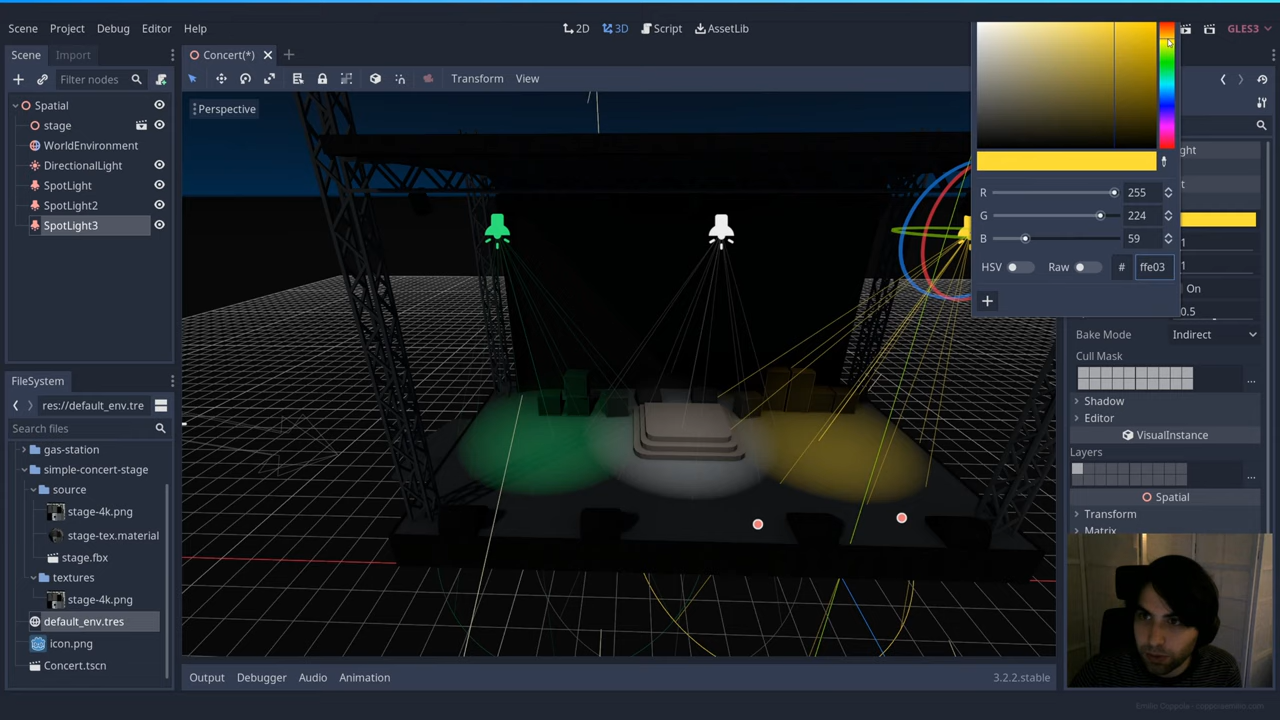 Scene Project Debug Editor Help
2D 3D Script AssetLib
GLES3
Scene Import
Concert(*)
Filter nodes
Transform View
Spatial
stage
WorldEnvironment
DirectionalLight
SpotLight
SpotLight2
SpotLight3
Perspective
R 255
G 224
B 59
HSV Raw # ffe03
On
0.5
Bake Mode Indirect
Cull Mask
...
Shadow
Editor
VisualInstance
Layers
...
Spatial
Transform
Matrix
FileSystem
res://default_env.tre
Search files
gas-station
simple-concert-stage
source
stage-4k.png
stage-tex.material
stage.fbx
textures
stage-4k.png
default_env.tres
icon.png
Concert.tscn
Output Debugger Audio Animation
3.2.2.stable